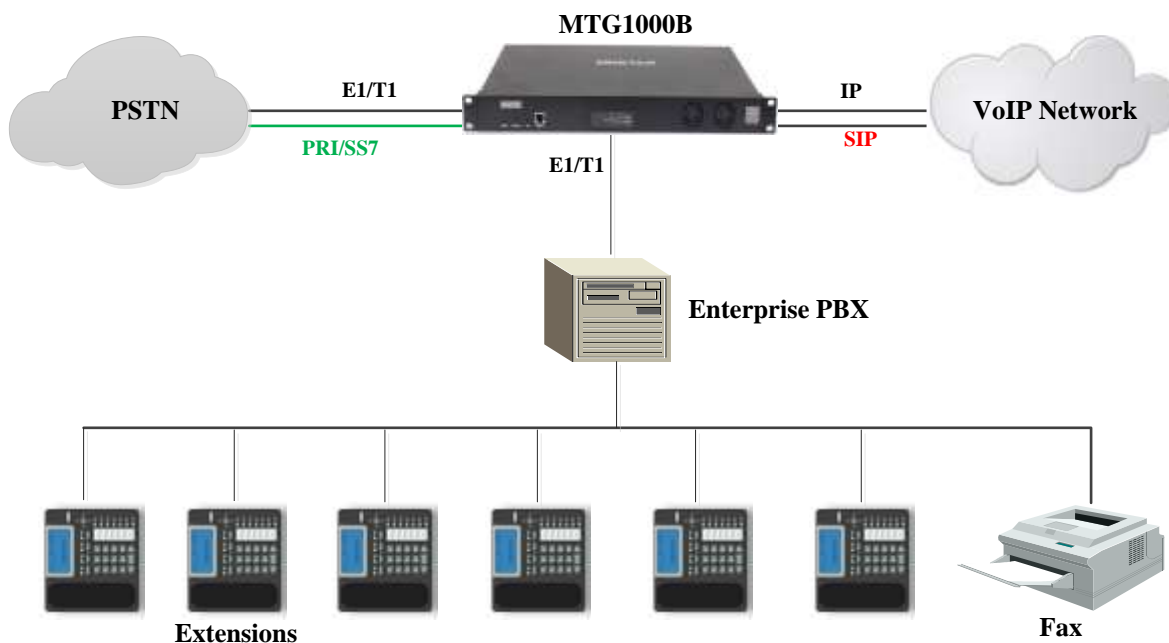 MTG1000B
PSTN
E1/T1
PRI/SS7
IP
SIP
VoIP Network
E1/T1
Enterprise PBX
Extensions
Fax